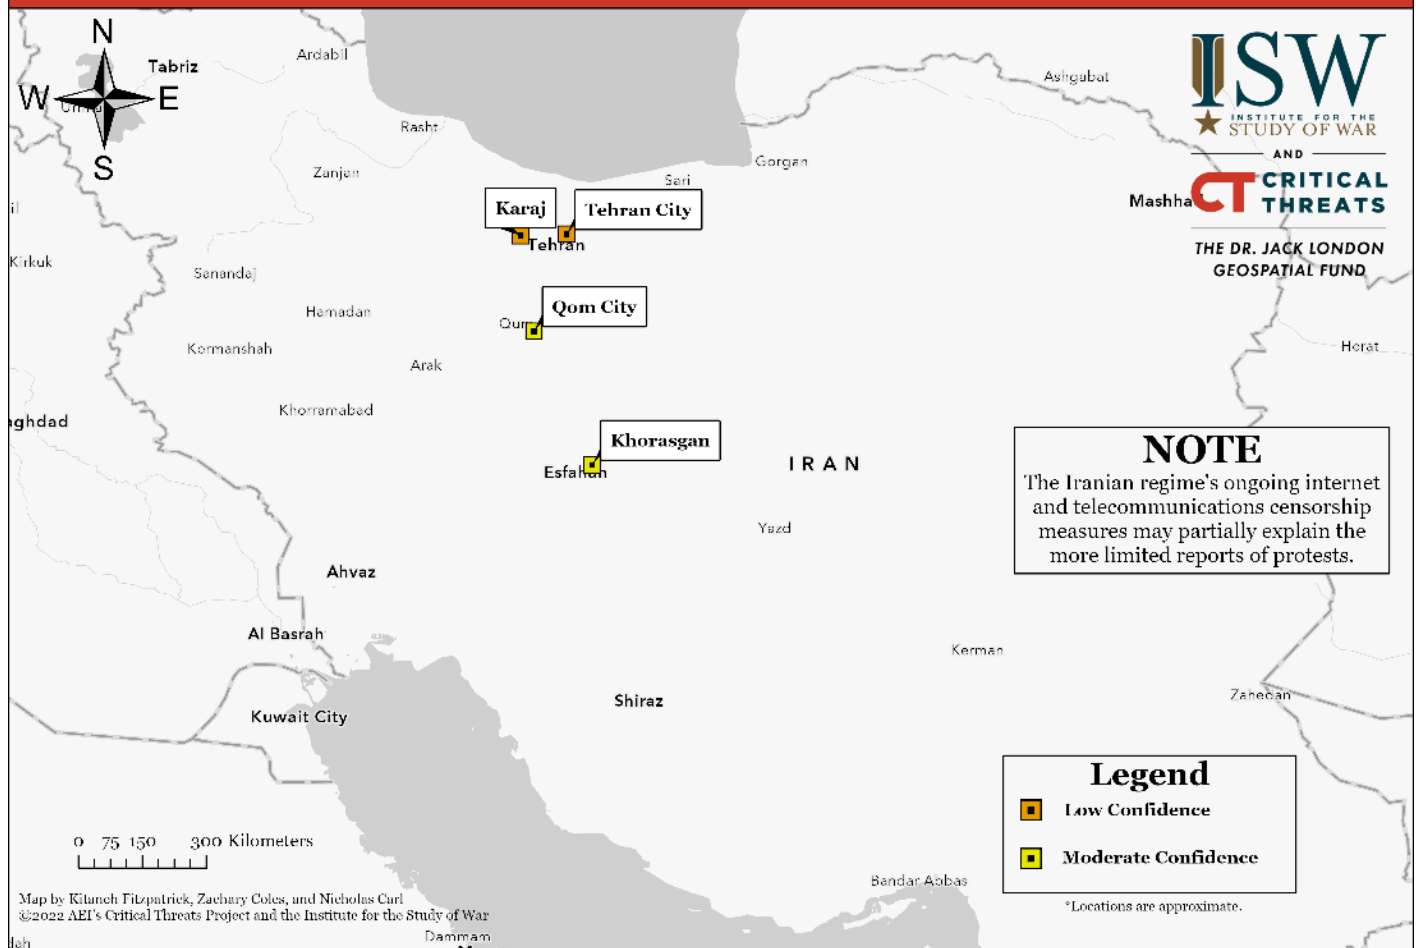 N
W
E
S
Tabriz
Ardabil
Rasht
Zanjan
Ashgabat
Gorgan
Sari
ISW
INSTITUTE FOR THE
STUDY OF WAR
AND
CT CRITICAL
THREATS
THE DR. JACK LONDON
GEOSPATIAL FUND
Mashha
Karaj
Tehran City
Tehran
il
Kirkuk
Sanandaj
Hamadan
Qom City
Qum
Kermanshah
Arak
Herat
Khorramabad
aghdad
Khorasgan
Esfahan
IRAN
NOTE
The Iranian regime's ongoing internet
and telecommunications censorship
measures may partially explain the
more limited reports of protests.
Yazd
Ahvaz
Al Basrah
Kerman
Shiraz
Zahedan
Kuwait City
Legend
Low Confidence
Moderate Confidence
*Locations are approximate.
0 75 150 300 Kilometers
Bandar Abbas
Map by Kitaneh Fitzpatrick, Zachary Coles, and Nicholas Carl
©2022 AEI's Critical Threats Project and the Institute for the Study of War
Dammam
dah